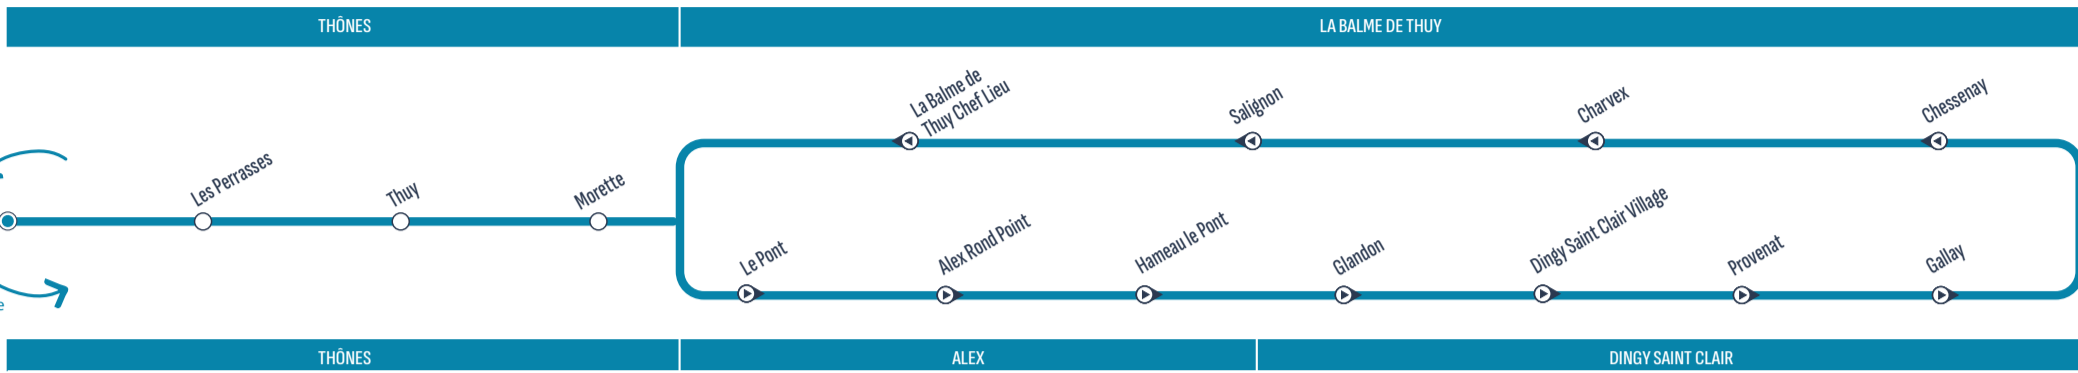 THÔNES
LA BALME DE THUY
La Balme de
Thuy Chef Lieu
Salignon
Charvex
Chessenay
Les Perrasses
Thuy
Morette
Le Pont
Alex Rond Point
Hameau le Pont
Glandon
Dingy Saint Clair Village
Provenat
Gallay
THÔNES
ALEX
DINGY SAINT CLAIR